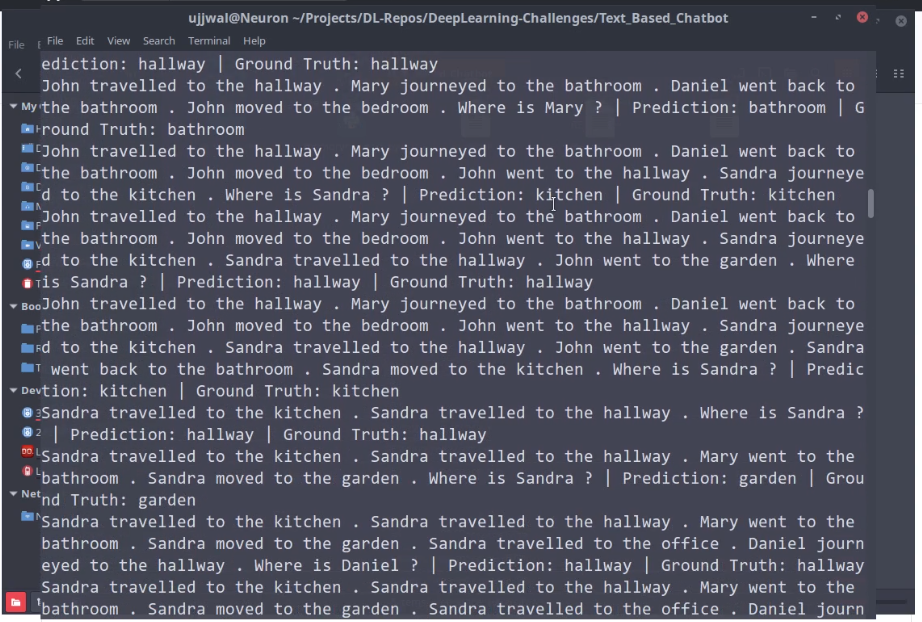 ujjwal@Neuron ~/Projects/DL-Repos/DeepLearning-Challenges/Text_Based_Chatbot
File
File Edit View Search Terminal Help
ediction: hallway | Ground Truth: hallway
John travelled to the hallway . Mary journeyed to the bathroom . Daniel went back to
My
the bathroom . John moved to the bedroom . Where is Mary ? | Prediction: bathroom | G
round Truth: bathroom
John travelled to the hallway . Mary journeyed to the bathroom . Daniel went back to
the bathroom . John moved to the bedroom . John went to the hallway . Sandra journeye
d to the kitchen . Where is Sandra ? | Prediction: kitchen | Ground Truth: kitchen
John travelled to the hallway . Mary journeyed to the bathroom . Daniel went back to
the bathroom . John moved to the bedroom . John went to the hallway . Sandra journeye
d to the kitchen . Sandra travelled to the hallway . John went to the garden . Where
is Sandra ? | Prediction: hallway | Ground Truth: hallway
John travelled to the hallway . Mary journeyed to the bathroom . Daniel went back to
Boo
the bathroom . John moved to the bedroom . John went to the hallway . Sandra journeye
d to the kitchen . Sandra travelled to the hallway . John went to the garden . Sandra
went back to the bathroom . Sandra moved to the kitchen . Where is Sandra ? | Predic
Dev
tion: kitchen | Ground Truth: kitchen
Sandra travelled to the kitchen . Sandra travelled to the hallway . Where is Sandra ?
| Prediction: hallway | Ground Truth: hallway
Sandra travelled to the kitchen . Sandra travelled to the hallway . Mary went to the
bathroom . Sandra moved to the garden . Where is Sandra ? | Prediction: garden | Grou
Net
nd Truth: garden
Sandra travelled to the kitchen . Sandra travelled to the hallway . Mary went to the
bathroom . Sandra moved to the garden . Sandra travelled to the office . Daniel journ
eyed to the hallway . Where is Daniel ? | Prediction: hallway | Ground Truth: hallway
Sandra travelled to the kitchen . Sandra travelled to the hallway . Mary went to the
bathroom . Sandra moved to the garden . Sandra travelled to the office . Daniel journ